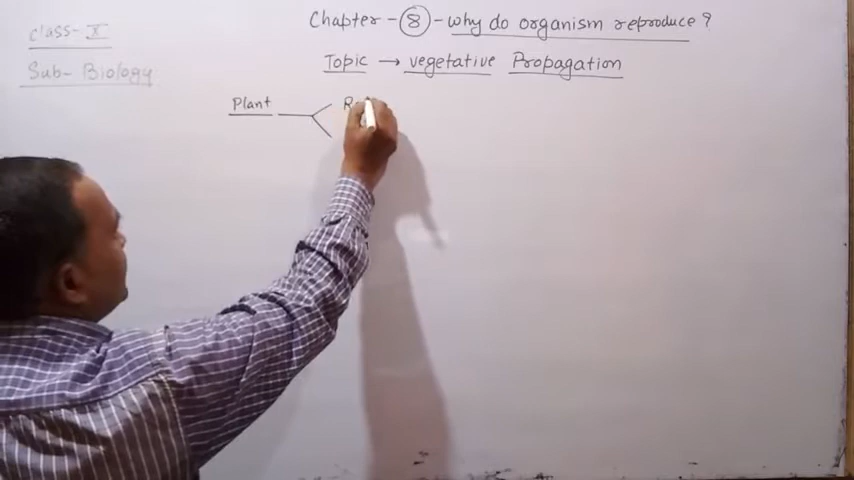 Chapter - 8 - why do organism reproduce ?
class - X
Topic → vegetative Propagation
Sub - Biology
Plant